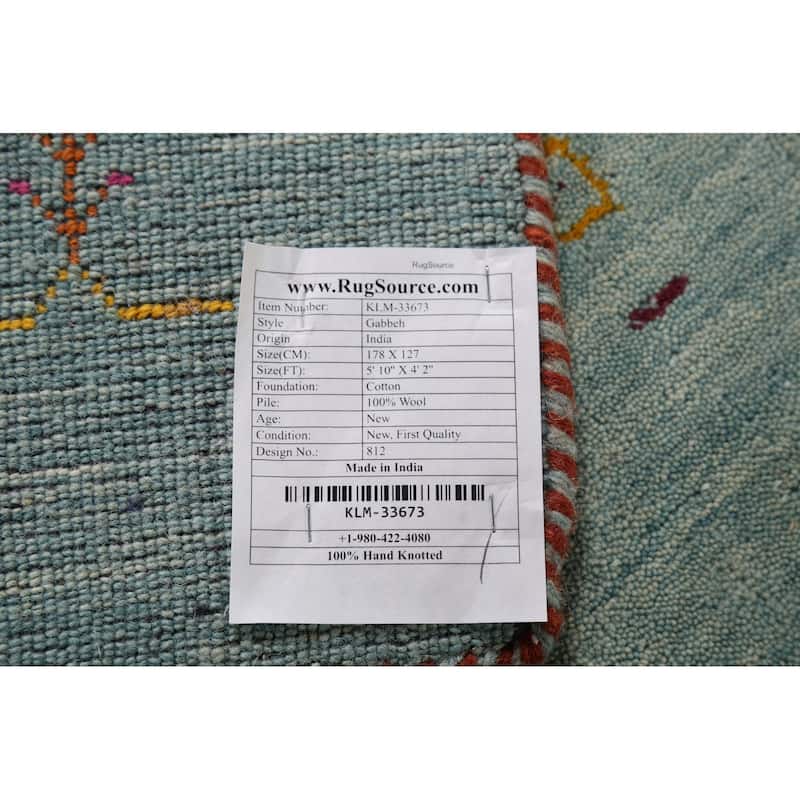 RugSource
www.RugSource.com
Item Number: KLM-33673
Style Gabbeh
Origin India
Size(CM): 178 X 127
Size(FT): 5' 10" X 4' 2"
Foundation: Cotton
Pile: 100% Wool
Age: New
Condition: New, First Quality
Design No.: 812
Made in India
KLM-33673
+1-980-422-4080
100% Hand Knotted